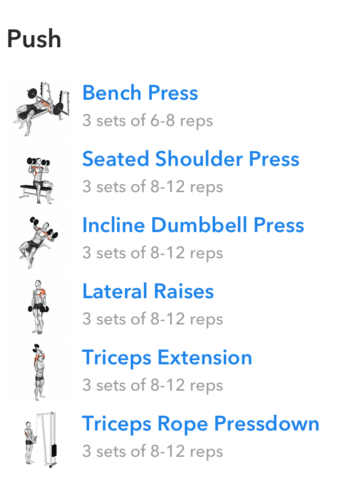 Push
Bench Press
3 sets of 6-8 reps
Seated Shoulder Press
3 sets of 8-12 reps
Incline Dumbbell Press
3 sets of 8-12 reps
Lateral Raises
3 sets of 8-12 reps
Triceps Extension
3 sets of 8-12 reps
Triceps Rope Pressdown
3 sets of 8-12 reps